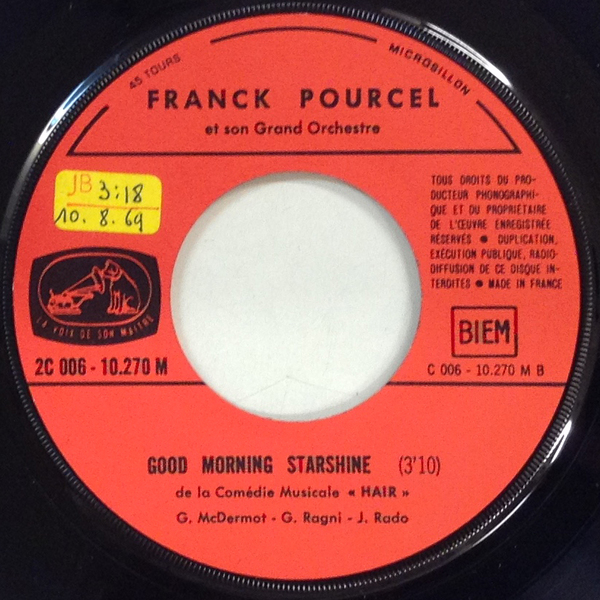 45 TOURS
MICROSILLON
FRANCK POURCEL
et son Grand Orchestre
JB 3:18
10. 8. 69
TOUS DROITS DU PRO-
DUCTEUR PHONOGRAPHI-
QUE ET DU PROPRIÉTAIRE
DE L'ŒUVRE ENREGISTRÉE
RÉSERVÉS ● DUPLICATION,
EXÉCUTION PUBLIQUE, RADIO-
DIFFUSION DE CE DISQUE IN-
TERDITES ● MADE IN FRANCE
LA VOIX DE SON MAITRE
BIEM
2C 006 - 10.270 M
C 006 - 10.270 M B
GOOD MORNING STARSHINE (3'10)
de la Comédie Musicale « HAIR »
G. McDermot - G. Ragni - J. Rado